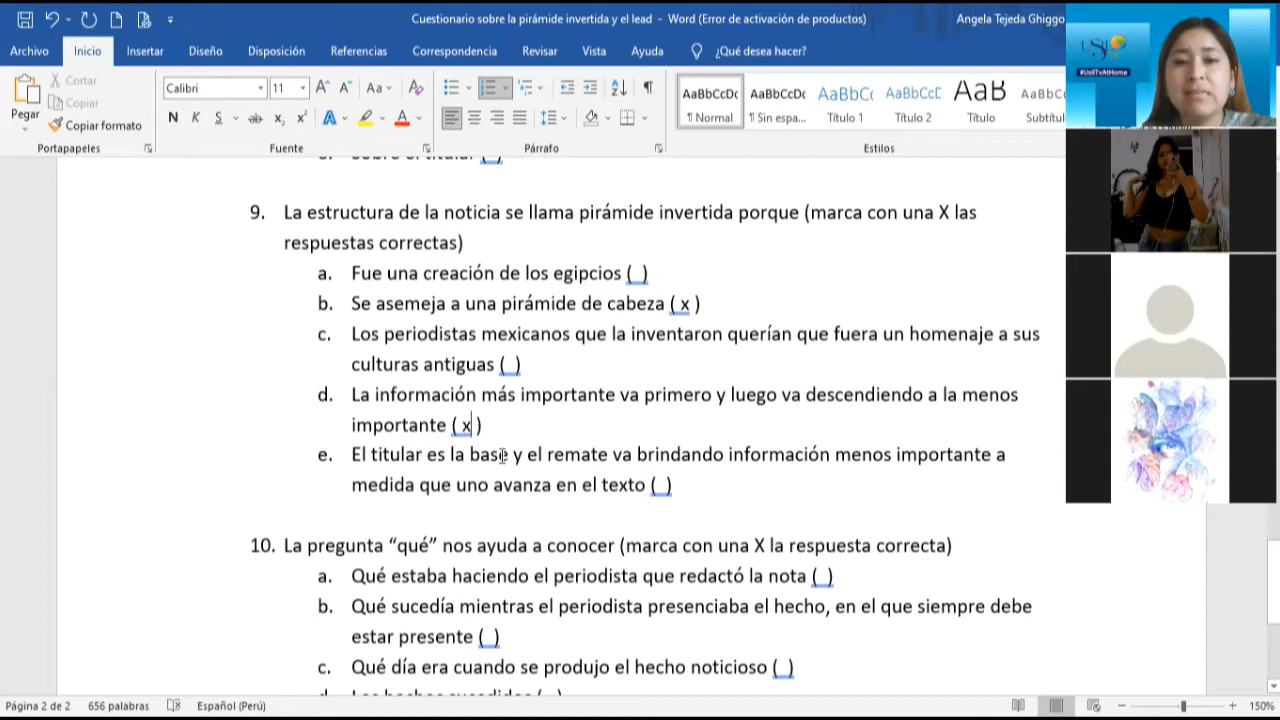 Cuestionario sobre la pirámide invertida y el lead - Word (Error de activación de productos)
Angela Tejeda Ghiggo
Archivo Inicio Insertar Diseño Disposición Referencias Correspondencia Revisar Vista Ayuda ¿Qué desea hacer?
Cortar
Copiar
Pegar
Copiar formato
Calibri 11
Aa
N K S ab x₂ x² A A
AaBbCcDc AaBbCcDc AaBbC( AaBbCcD AaB AaBbCcD
¶ Normal ¶ Sin espa... Título 1 Título 2 Título Subtítul
Portapapeles Fuente Párrafo Estilos
#UsilTvAtHome
9. La estructura de la noticia se llama pirámide invertida porque (marca con una X las
respuestas correctas)
a. Fue una creación de los egipcios ( )
b. Se asemeja a una pirámide de cabeza ( x )
c. Los periodistas mexicanos que la inventaron querían que fuera un homenaje a sus
culturas antiguas ( )
d. La información más importante va primero y luego va descendiendo a la menos
importante ( x )
e. El titular es la base y el remate va brindando información menos importante a
medida que uno avanza en el texto ( )
10. La pregunta “qué” nos ayuda a conocer (marca con una X la respuesta correcta)
a. Qué estaba haciendo el periodista que redactó la nota ( )
b. Qué sucedía mientras el periodista presenciaba el hecho, en el que siempre debe
estar presente ( )
c. Qué día era cuando se produjo el hecho noticioso ( )
Página 2 de 2 656 palabras Español (Perú) 150%